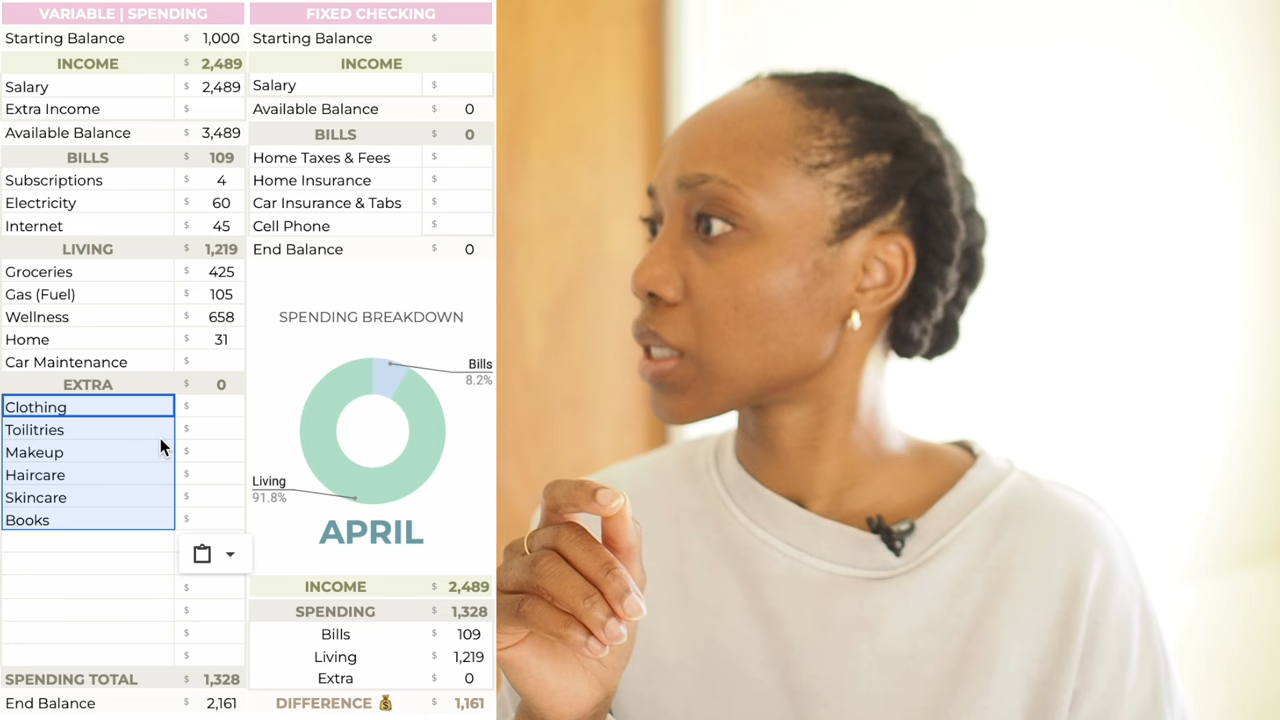 VARIABLE | SPENDING
Starting Balance $ 1,000
INCOME $ 2,489
Salary $ 2,489
Extra Income $
Available Balance $ 3,489
BILLS $ 109
Subscriptions $ 4
Electricity $ 60
Internet $ 45
LIVING $ 1,219
Groceries $ 425
Gas (Fuel) $ 105
Wellness $ 658
Home $ 31
Car Maintenance $
EXTRA $ 0
Clothing $
Toilitries $
Makeup $
Haircare $
Skincare $
Books $
$
$
$
$
SPENDING TOTAL $ 1,328
End Balance $ 2,161
FIXED CHECKING
Starting Balance $
INCOME
Salary $
Available Balance $ 0
BILLS $ 0
Home Taxes & Fees $
Home Insurance $
Car Insurance & Tabs $
Cell Phone $
End Balance $ 0
SPENDING BREAKDOWN
Bills
8.2%
Living
91.8%
APRIL
INCOME $ 2,489
SPENDING $ 1,328
Bills $ 109
Living $ 1,219
Extra $ 0
DIFFERENCE 💰 $ 1,161